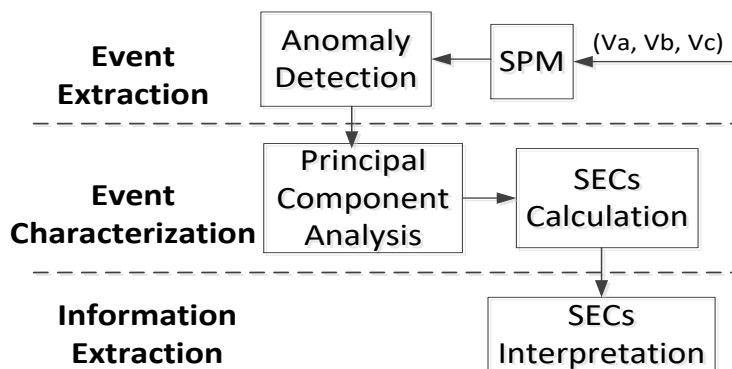 Event
Extraction
Anomaly
Detection
SPM
(Va, Vb, Vc)
Event
Characterization
Principal
Component
Analysis
SECs
Calculation
Information
Extraction
SECs
Interpretation